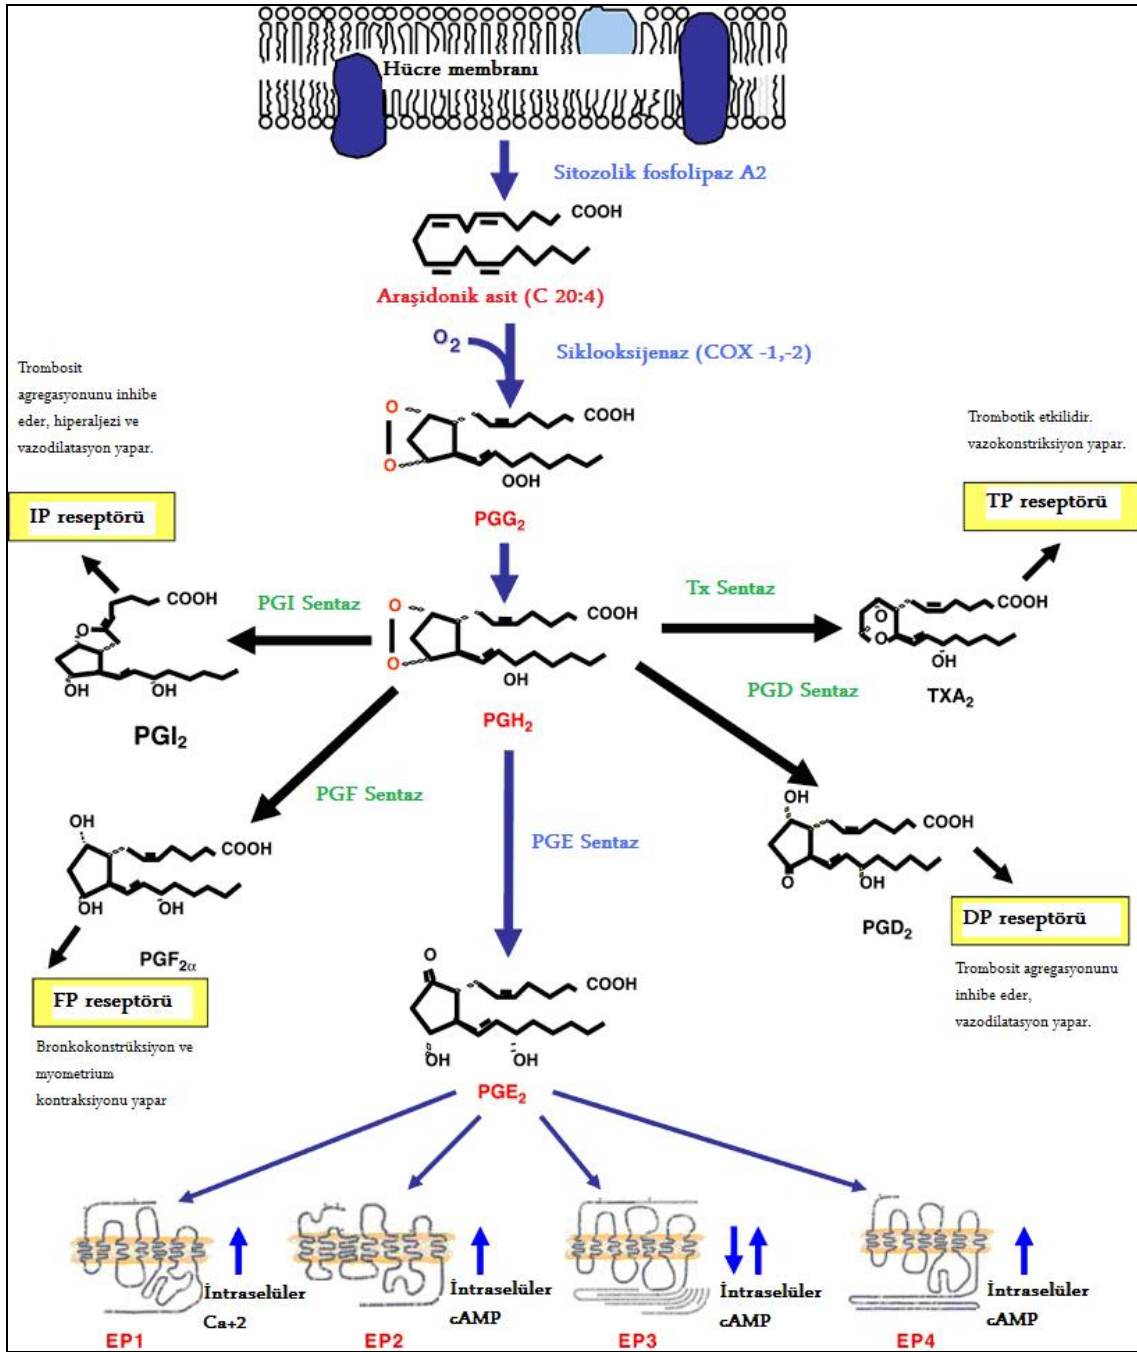 Hücre membranı
Sitozolik fosfolipaz A2
COOH
Araşidonik asit (C 20:4)
O2
Siklooksijenaz (COX -1,-2)
Trombosit
agregasyonunu inhibe
eder, hiperaljezi ve
vazodilatasyon yapar.
O
O
COOH
OOH
PGG2
Trombotik etkilidir.
vazokonstriksiyon yapar.
IP reseptörü
TP reseptörü
COOH
O
OH
OH
PGI2
PGI Sentaz
O
O
COOH
OH
PGH2
Tx Sentaz
PGD Sentaz
O
O
COOH
OH
TXA2
PGF Sentaz
PGE Sentaz
OH
COOH
OH
OH
PGF2α
OH
COOH
O
OH
PGD2
FP reseptörü
Bronkokonstrüksiyon ve
myometrium
kontraksiyonu yapar
DP reseptörü
Trombosit agregasyonunu
inhibe eder,
vazodilatasyon yapar.
O
COOH
OH
OH
PGE2
İntraselüler
Ca+2
EP1
İntraselüler
cAMP
EP2
İntraselüler
cAMP
EP3
İntraselüler
cAMP
EP4